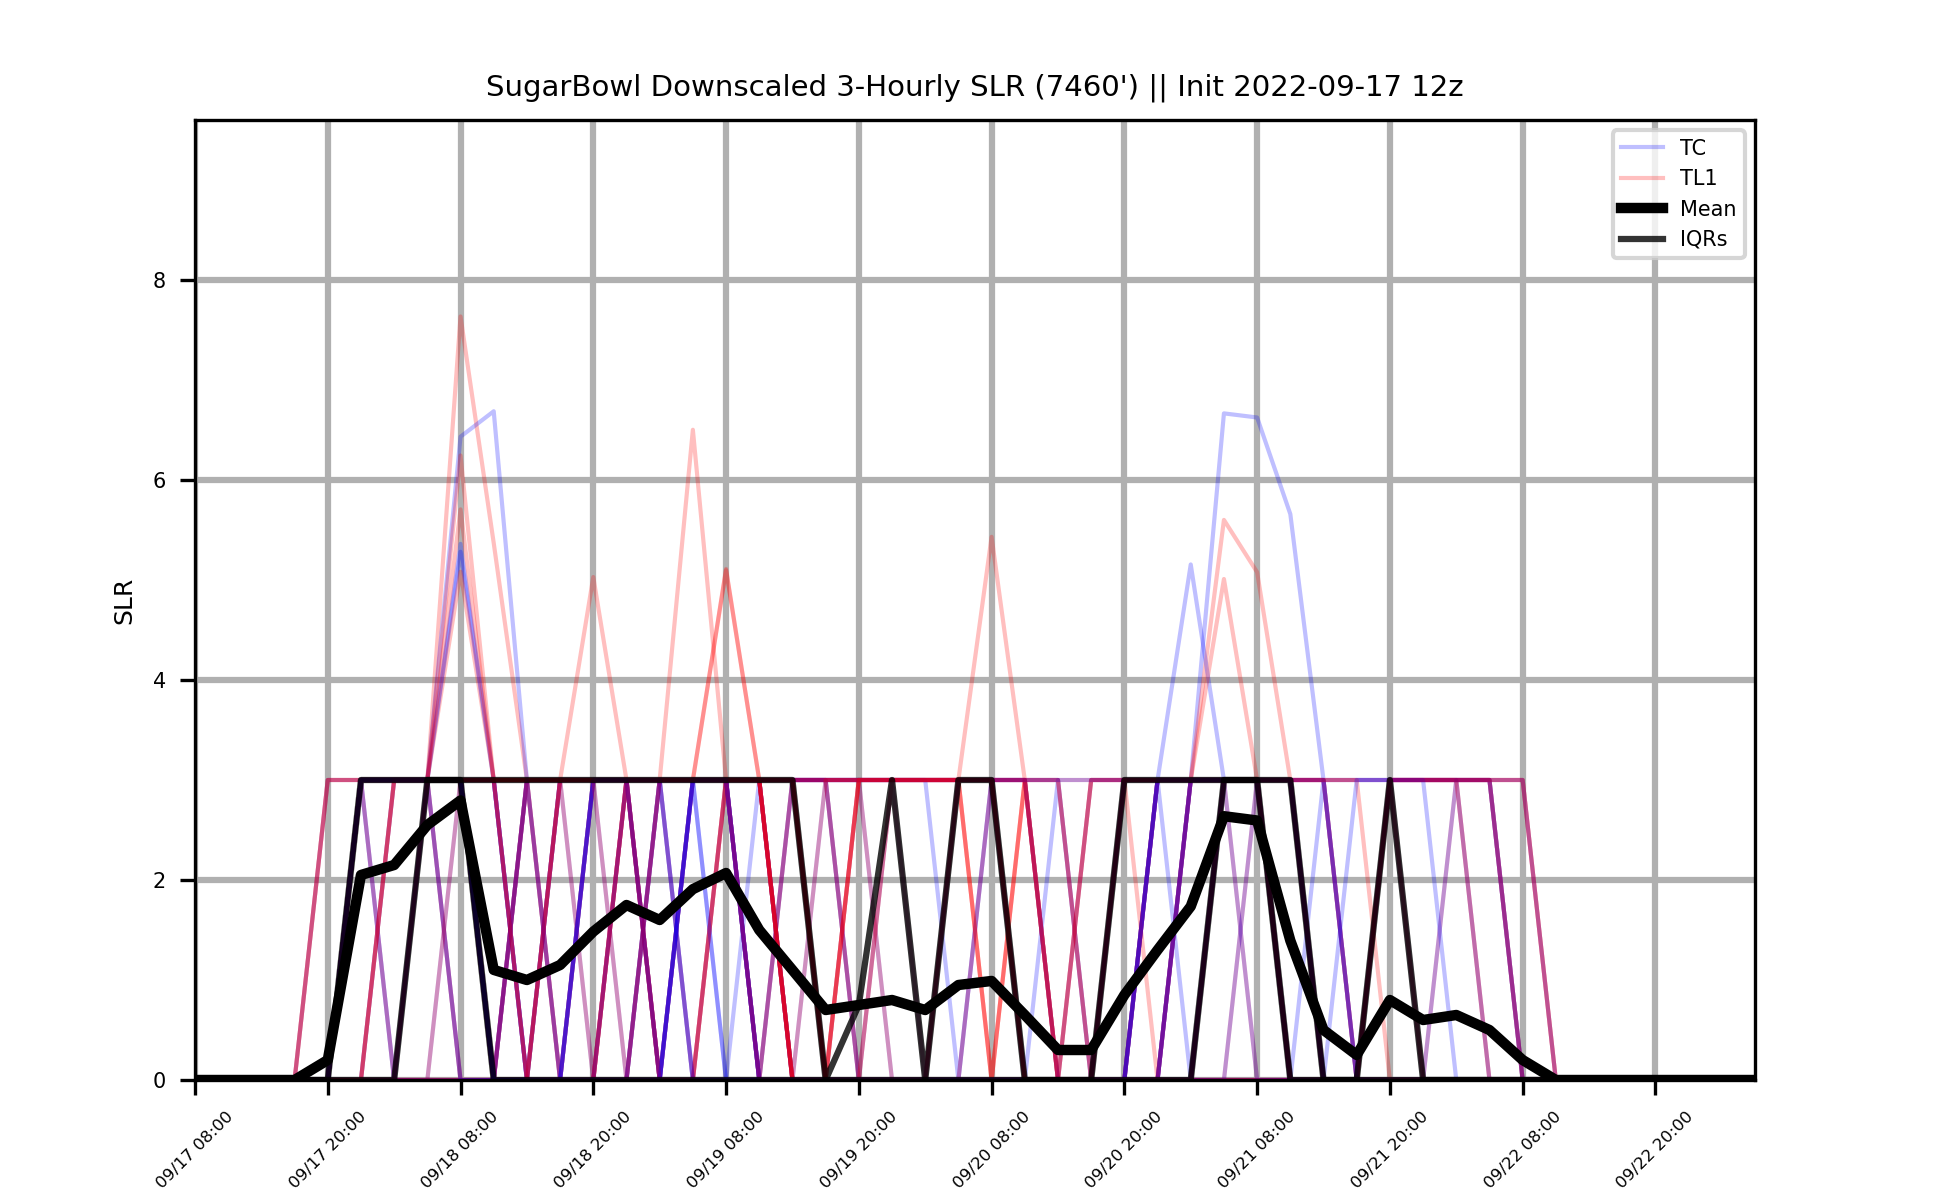 SugarBowl Downscaled 3-Hourly SLR (7460') || Init 2022-09-17 12z
TC
TL1
Mean
IQRs
8
6
4
2
0
SLR
09/17 08:00
09/17 20:00
09/18 08:00
09/18 20:00
09/19 08:00
09/19 20:00
09/20 08:00
09/20 20:00
09/21 08:00
09/21 20:00
09/22 08:00
09/22 20:00